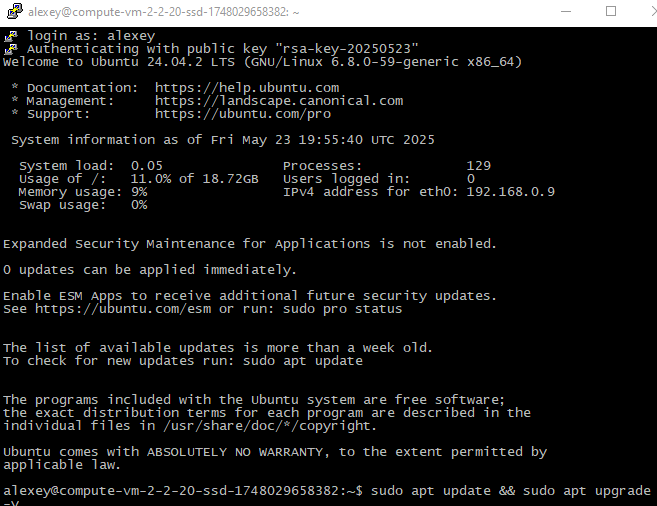 alexey@compute-vm-2-2-20-ssd-1748029658382: ~
login as: alexey
Authenticating with public key "rsa-key-20250523"
Welcome to Ubuntu 24.04.2 LTS (GNU/Linux 6.8.0-59-generic x86_64)
* Documentation:  https://help.ubuntu.com
* Management:     https://landscape.canonical.com
* Support:        https://ubuntu.com/pro
System information as of Fri May 23 19:55:40 UTC 2025
System load:  0.05              Processes:             129
Usage of /:   11.0% of 18.72GB   Users logged in:       0
Memory usage: 9%                IPv4 address for eth0: 192.168.0.9
Swap usage:   0%
Expanded Security Maintenance for Applications is not enabled.
0 updates can be applied immediately.
Enable ESM Apps to receive additional future security updates.
See https://ubuntu.com/esm or run: sudo pro status
The list of available updates is more than a week old.
To check for new updates run: sudo apt update
The programs included with the Ubuntu system are free software;
the exact distribution terms for each program are described in the
individual files in /usr/share/doc/*/copyright.
Ubuntu comes with ABSOLUTELY NO WARRANTY, to the extent permitted by
applicable law.
alexey@compute-vm-2-2-20-ssd-1748029658382:~$ sudo apt update && sudo apt upgrade
-y